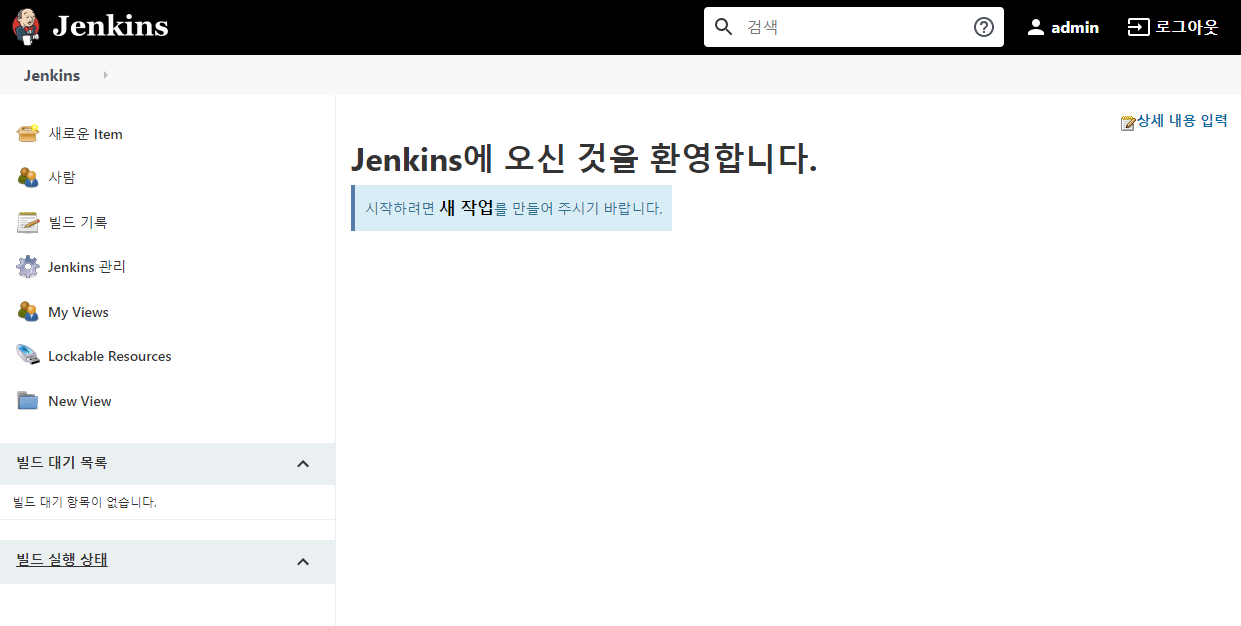 Jenkins
검색
admin
로그아웃
Jenkins
새로운 Item
사람
빌드 기록
Jenkins 관리
My Views
Lockable Resources
New View
빌드 대기 목록
빌드 대기 항목이 없습니다.
빌드 실행 상태
상세 내용 입력
Jenkins에 오신 것을 환영합니다.
시작하려면 새 작업를 만들어 주시기 바랍니다.